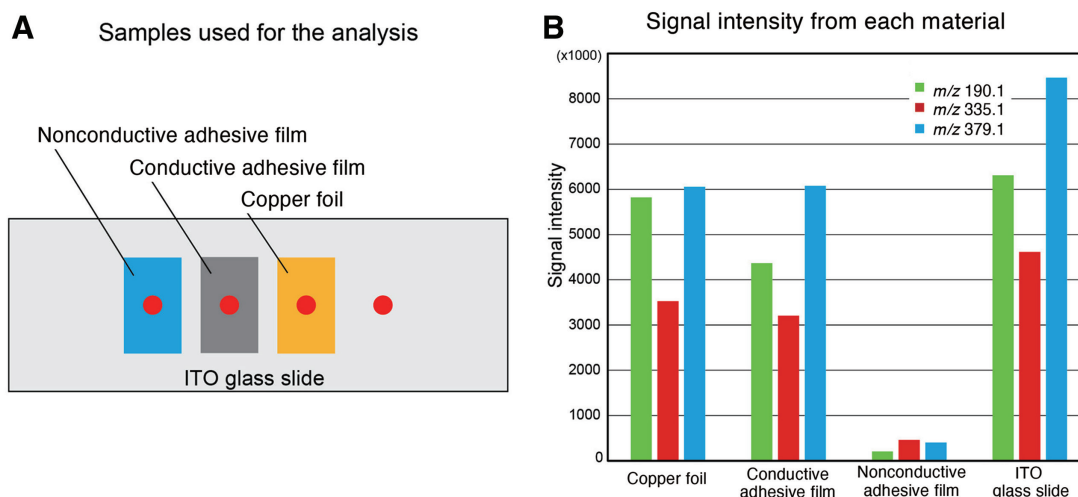 A
Samples used for the analysis
Nonconductive adhesive film
Conductive adhesive film
Copper foil
ITO glass slide
B
Signal intensity from each material
(x1000)
8000
7000
6000
5000
4000
3000
2000
1000
0
Signal intensity
m/z 190.1
m/z 335.1
m/z 379.1
Copper foil
Conductive
adhesive film
Nonconductive
adhesive film
ITO
glass slide